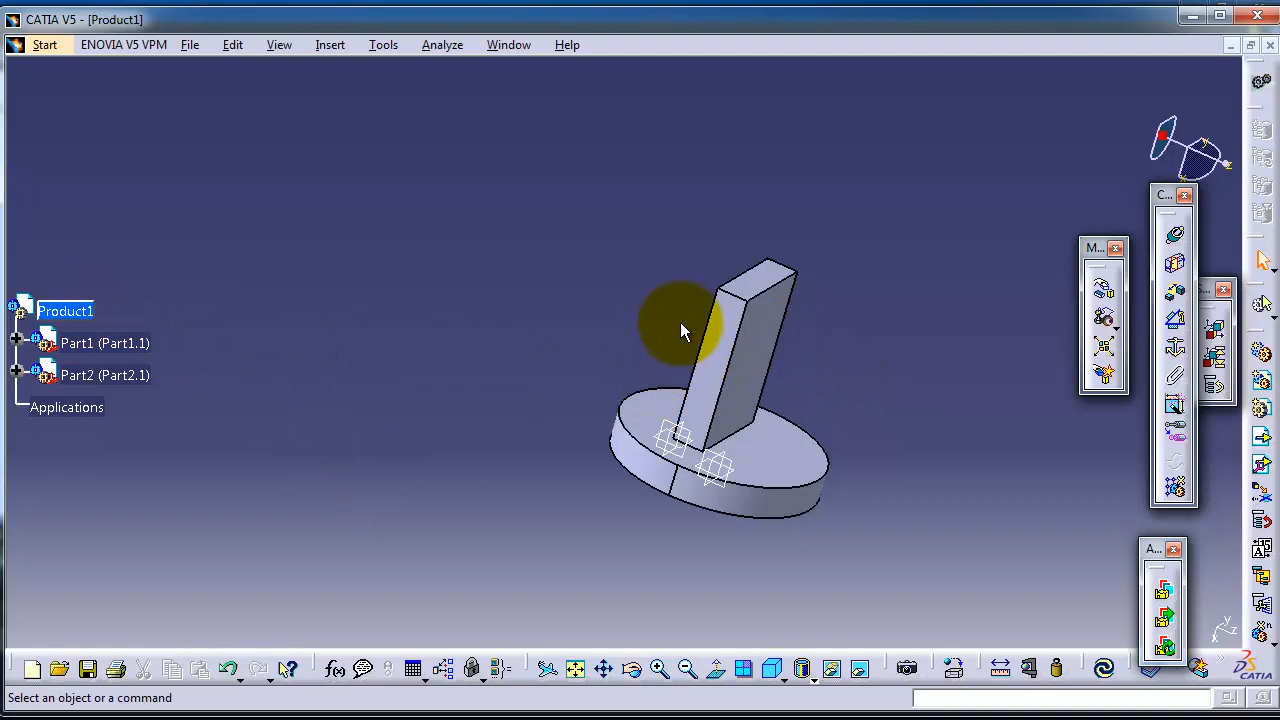 CATIA V5 - [Product1]
Start ENOVIA V5 VPM File Edit View Insert Tools Analyze Window Help
C...
M...
S...
Product1
Part1 (Part1.1)
Part2 (Part2.1)
Applications
A...
f(x)
CATIA
Select an object or a command